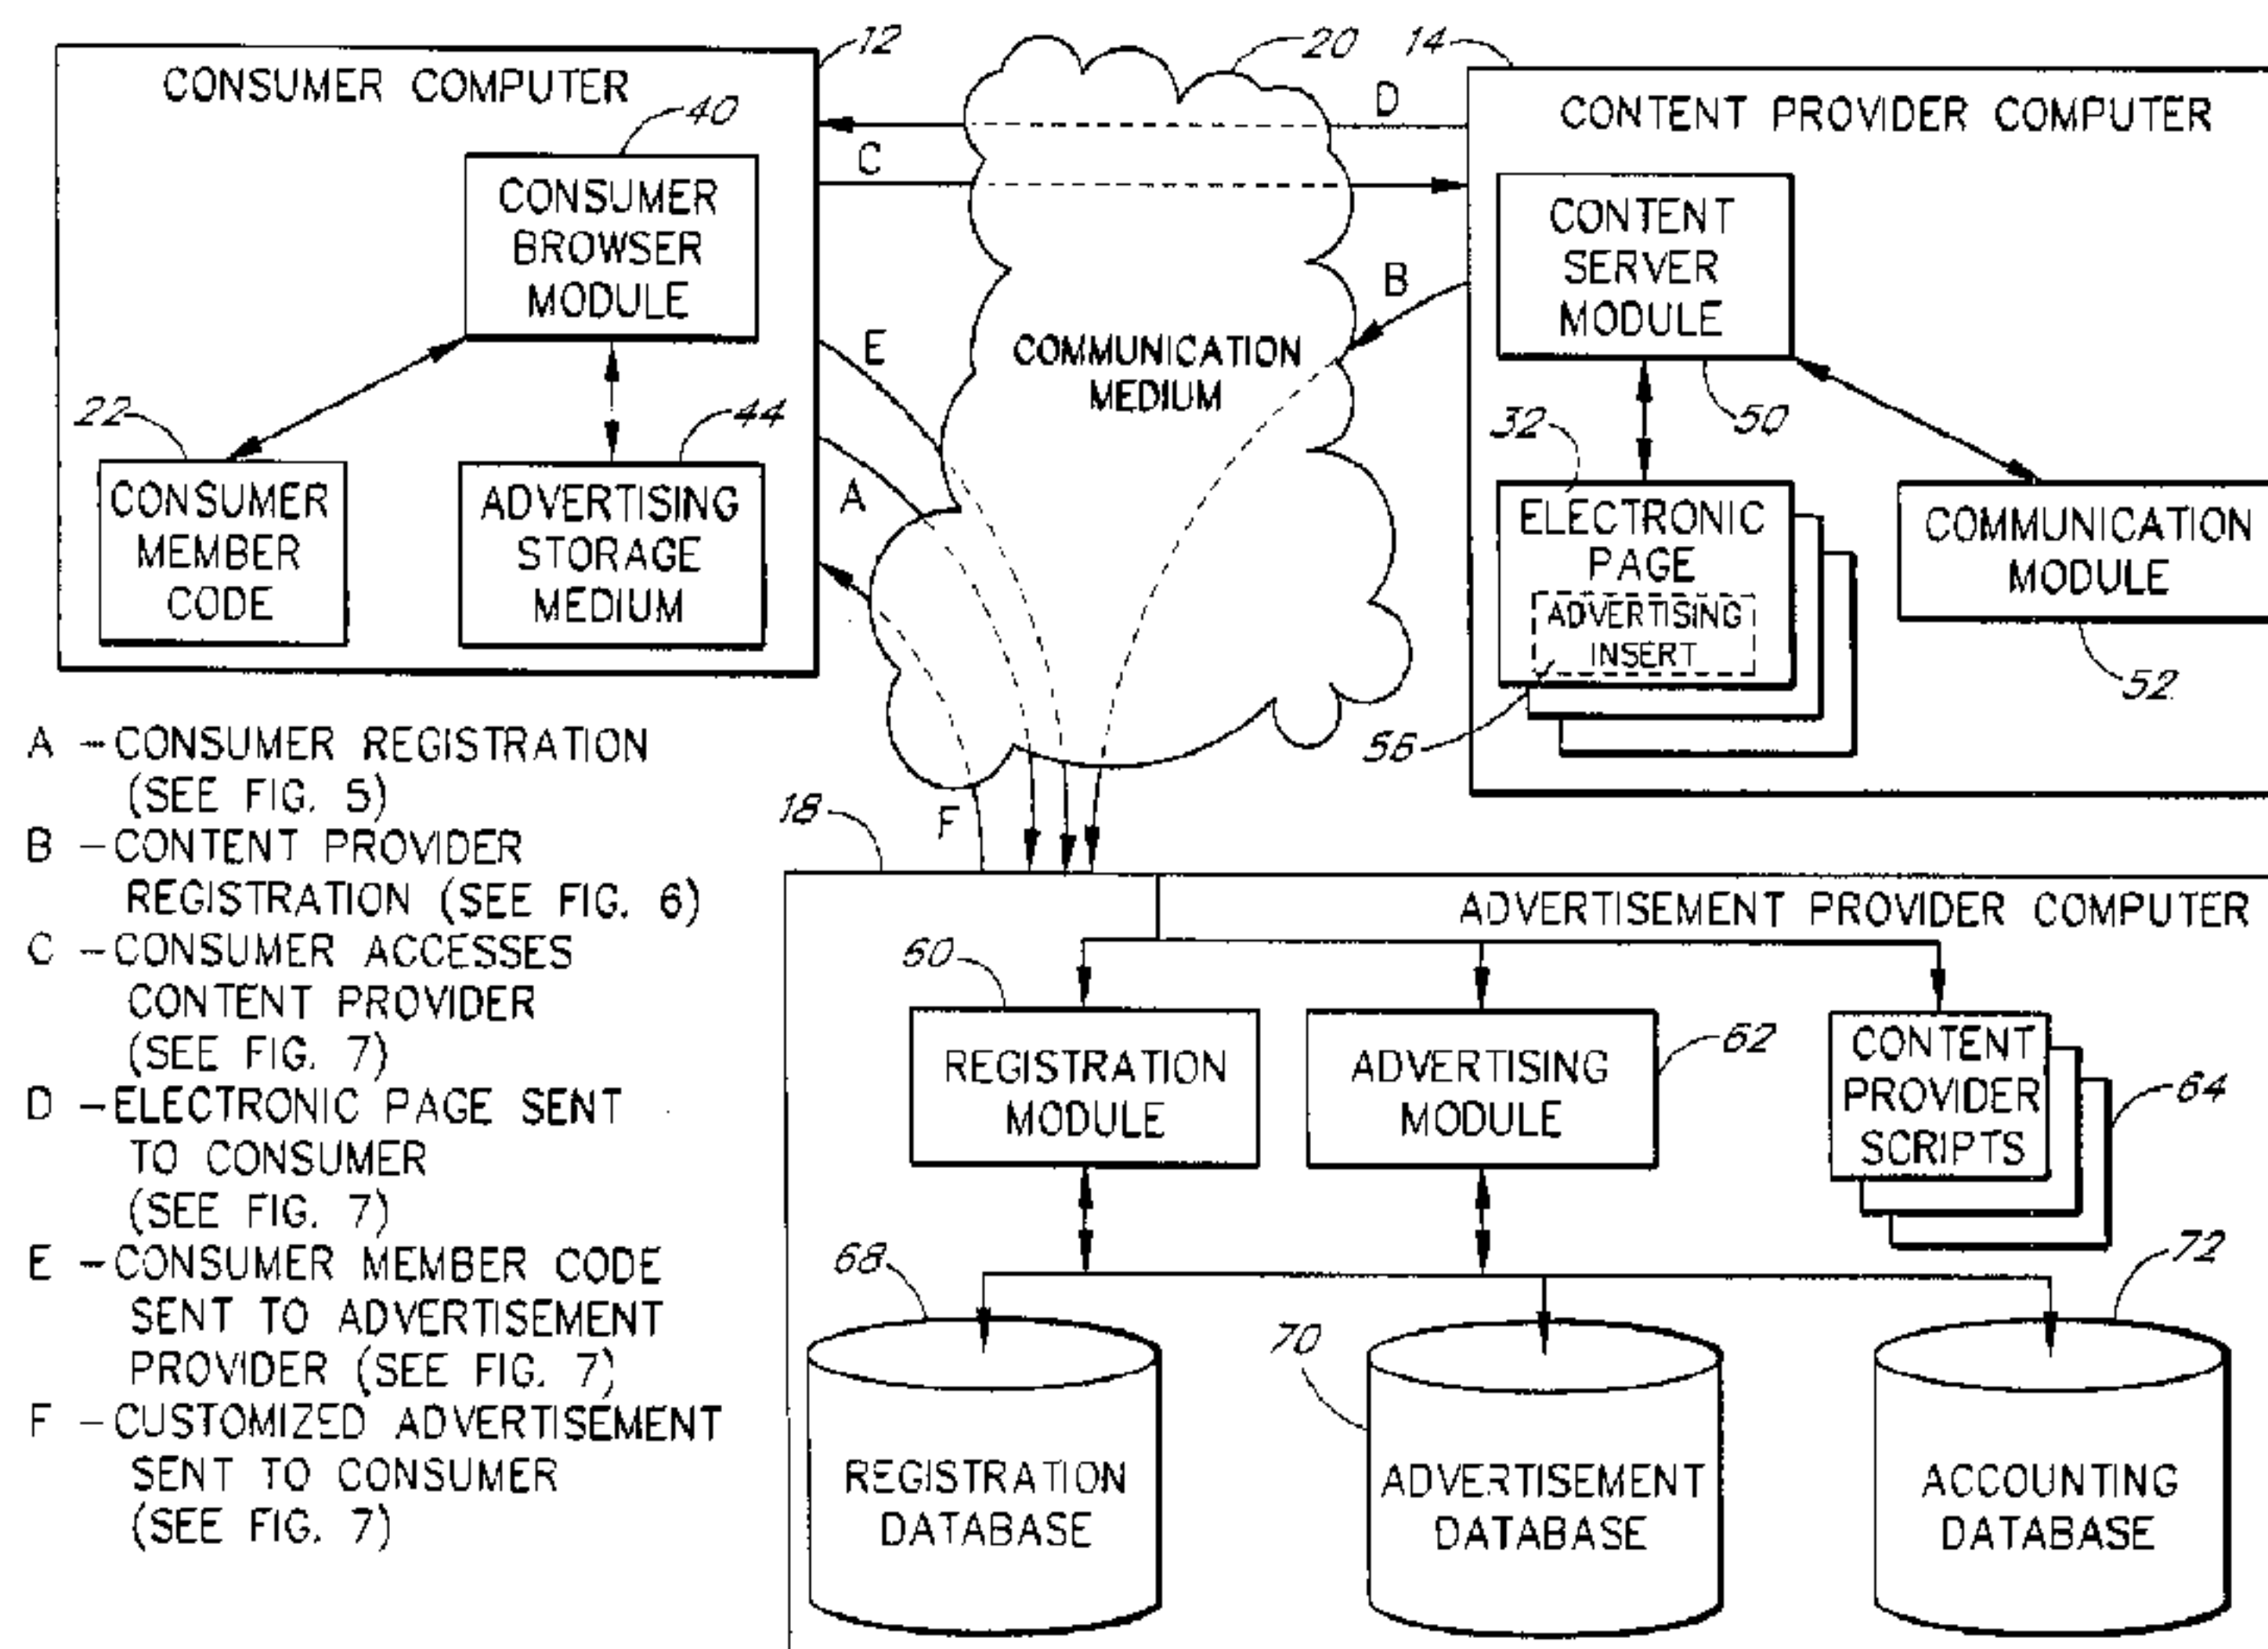 12
20
14
CONSUMER COMPUTER
40
D
CONTENT PROVIDER COMPUTER
C
CONSUMER
BROWSER
MODULE
CONTENT
SERVER
MODULE
B
E
COMMUNICATION
MEDIUM
22
44
32
50
A
CONSUMER
MEMBER
CODE
ADVERTISING
STORAGE
MEDIUM
ELECTRONIC
PAGE
ADVERTISING
INSERT
COMMUNICATION
MODULE
56
52
A – CONSUMER REGISTRATION
(SEE FIG. 5)
B – CONTENT PROVIDER
REGISTRATION (SEE FIG. 6)
C – CONSUMER ACCESSES
CONTENT PROVIDER
(SEE FIG. 7)
D – ELECTRONIC PAGE SENT
TO CONSUMER
(SEE FIG. 7)
E – CONSUMER MEMBER CODE
SENT TO ADVERTISEMENT
PROVIDER (SEE FIG. 7)
F – CUSTOMIZED ADVERTISEMENT
SENT TO CONSUMER
(SEE FIG. 7)
18
F
ADVERTISEMENT PROVIDER COMPUTER
60
62
64
REGISTRATION
MODULE
ADVERTISING
MODULE
CONTENT
PROVIDER
SCRIPTS
68
70
72
REGISTRATION
DATABASE
ADVERTISEMENT
DATABASE
ACCOUNTING
DATABASE